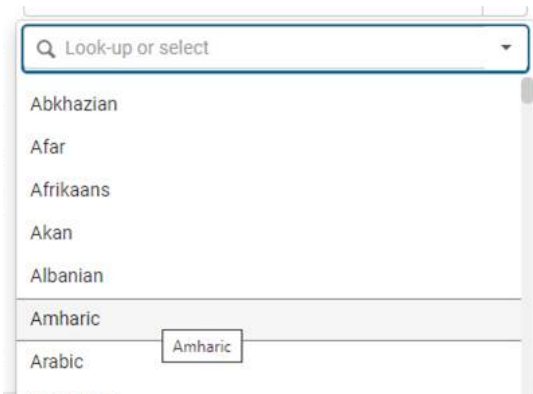 Look-up or select
Abkhazian
Afar
Afrikaans
Akan
Albanian
Amharic
Amharic
Arabic